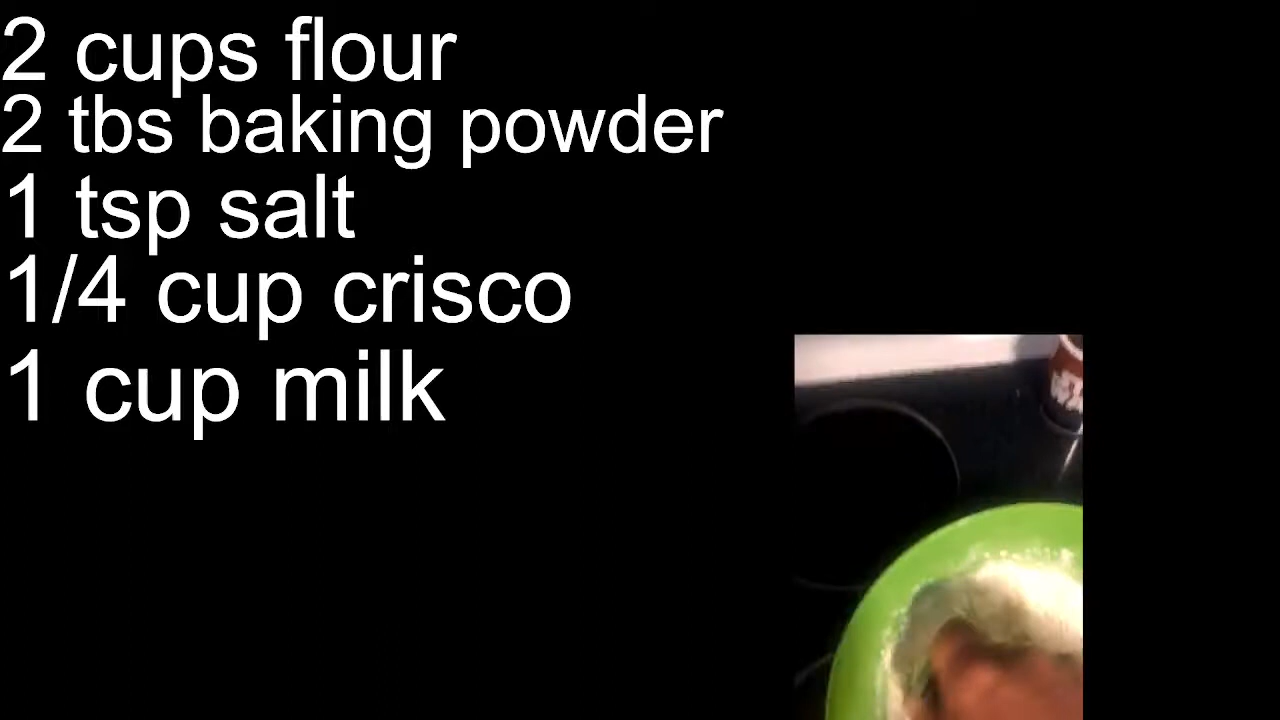 2 cups flour
2 tbs baking powder
1 tsp salt
1/4 cup crisco
1 cup milk